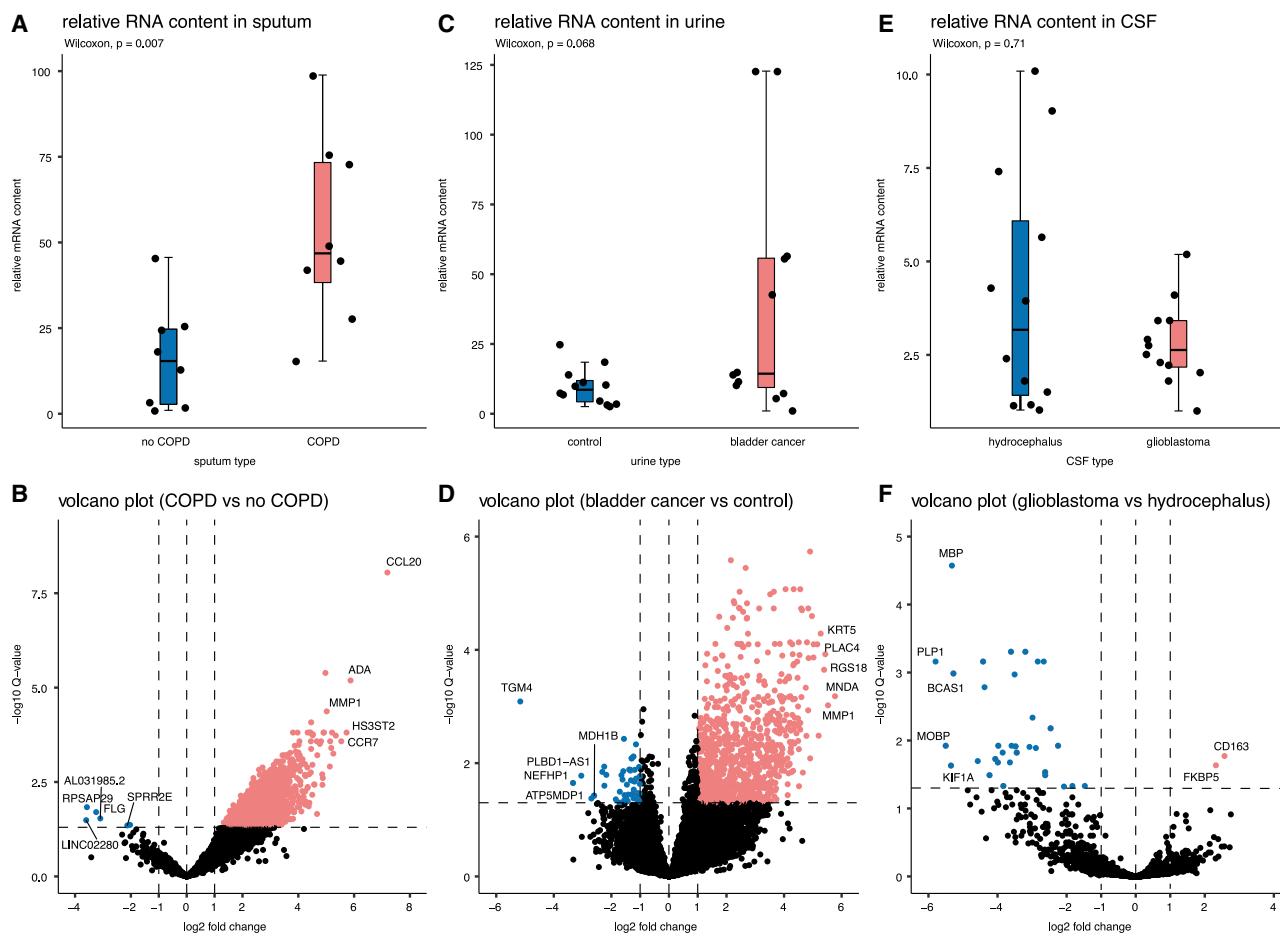 A relative RNA content in sputum
Wilcoxon, p = 0.007
100
75
50
25
0
relative mRNA content
no COPD COPD
sputum type
C relative RNA content in urine
Wilcoxon, p = 0.068
125
100
75
50
25
0
relative mRNA content
control bladder cancer
urine type
E relative RNA content in CSF
Wilcoxon, p = 0.71
10.0
7.5
5.0
2.5
relative mRNA content
hydrocephalus glioblastoma
CSF type
B volcano plot (COPD vs no COPD)
CCL20
7.5
ADA
5.0
MMP1
HS3ST2
CCR7
2.5
AL031985.2
RPSAP29
FLG
SPRR2E
LINC02280
0.0
−log10 Q−value
−4 −2 −1 0 1 2 4 6 8
log2 fold change
D volcano plot (bladder cancer vs control)
6
KRT5
4
PLAC4
RGS18
TGM4
MNDA
MMP1
MDH1B
2
PLBD1−AS1
NEFHP1
ATP5MDP1
0
−log10 Q−value
−6 −4 −2 −1 0 1 2 4 6
log2 fold change
F volcano plot (glioblastoma vs hydrocephalus)
5
MBP
4
PLP1
3
BCAS1
2
MOBP
CD163
KIF1A
FKBP5
1
0
−log10 Q−value
−6 −4 −2 −1 0 1 2 4
log2 fold change